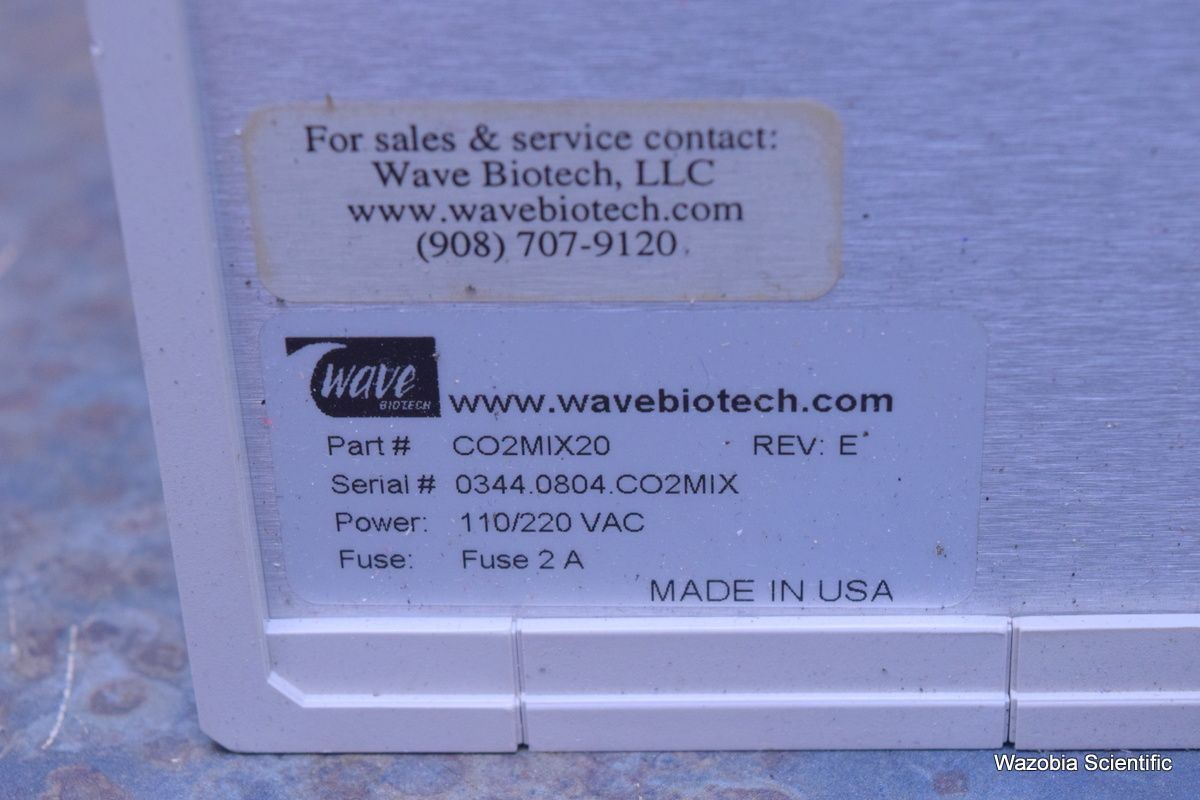 For sales & service contact:
Wave Biotech, LLC
www.wavebiotech.com
(908) 707-9120
wave
BIOTECH
www.wavebiotech.com
Part # CO2MIX20 REV: E
Serial # 0344.0804.CO2MIX
Power: 110/220 VAC
Fuse: Fuse 2 A
MADE IN USA
Wazobia Scientific